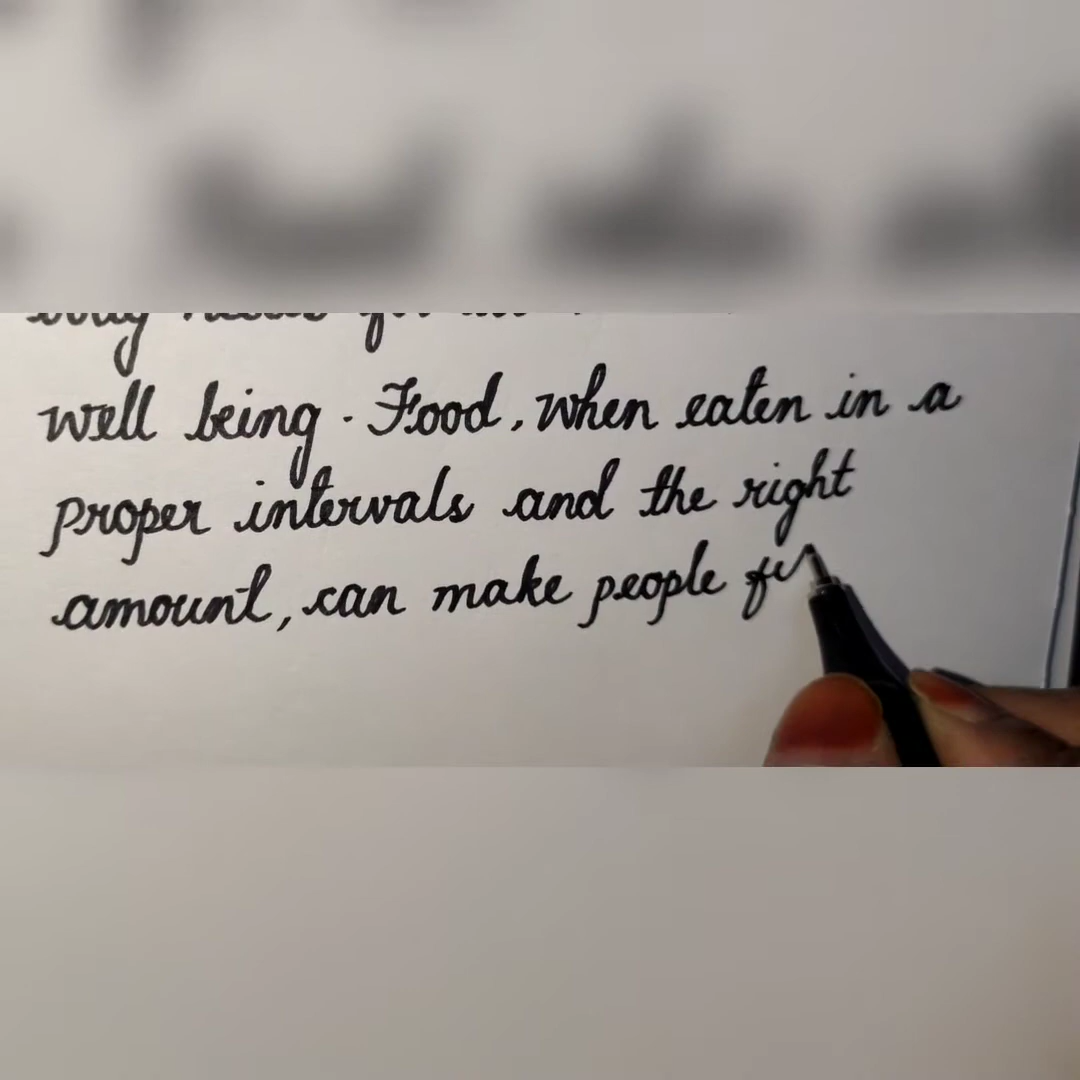 well being. Food, when eaten in a
proper intervals and the right
amount, can make people